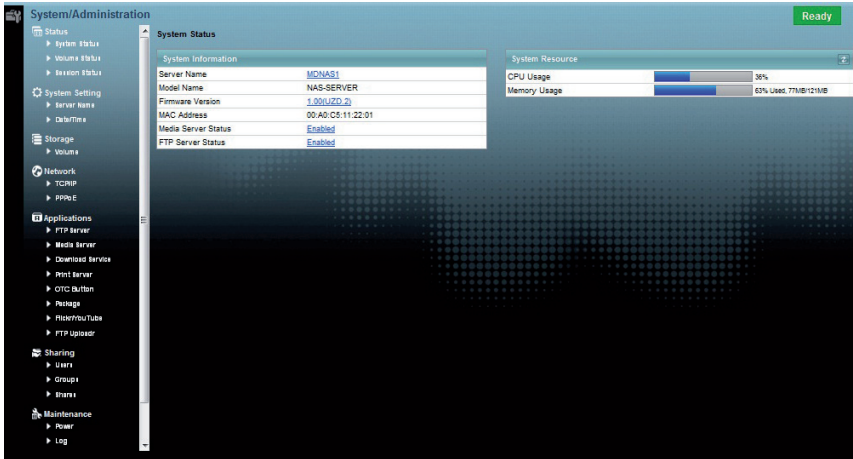 System/Administration
Ready
Status
System Status
Volume Status
Session Status
System Setting
Server Name
Date/Time
Storage
Volume
Network
TCP/IP
PPPoE
Applications
FTP Server
Media Server
Download Service
Print Server
OTC Button
Package
Flickr/YouTube
FTP Uploadr
Sharing
Users
Groups
Shares
Maintenance
Power
Log
System Status
System Information
Server Name MDNAS1
Model Name NAS-SERVER
Firmware Version 1.00(UZD.2)
MAC Address 00:A0:C5:11:22:01
Media Server Status Enabled
FTP Server Status Enabled
System Resource
CPU Usage 36%
Memory Usage 63% Used, 77MB/121MB